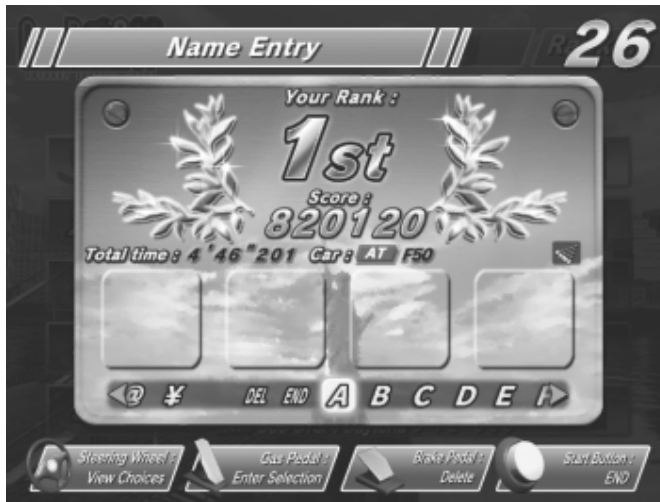 Name Entry
26
Your Rank :
1st
Score :
820120
Total time : 4'46"201 Car : AT F50
@ ¥ DEL END A B C D E
Steering Wheel :
View Choices
Gas Pedal :
Enter Selection
Brake Pedal :
Delete
Start Button :
END